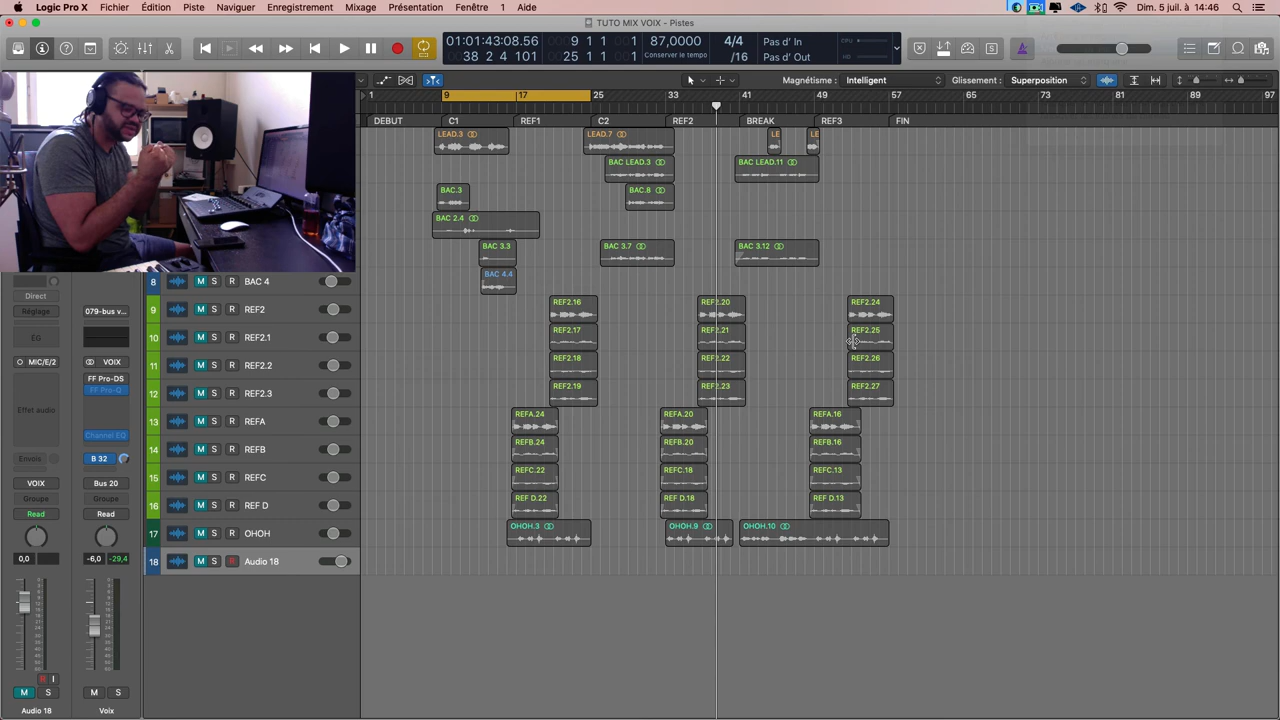 Logic Pro X Fichier Édition Piste Naviguer Enregistrement Mixage Présentation Fenêtre 1 Aide Dim. 5 juil. à 14:46
TUTO MIX VOIX - Pistes
01:01:43:08.56 9 1 1 1 87,0000 4/4 Pas d’ In CPU
38 2 4 101 25 1 1 1 Conserver le tempo /16 Pas d’ Out
Magnétisme : Intelligent Glissement : Superposition
1 9 17 25 33 41 49 57 65 73 81 89 97
DEBUT C1 REF1 C2 REF2 BREAK REF3 FIN
LEAD.3 LEAD.7 LE LE
BAC LEAD.3 BAC LEAD.11
BAC.3 BAC.8
BAC 2.4
BAC 3.3 BAC 3.7 BAC 3.12
8 M S R BAC 4 BAC 4.4
9 M S R REF2 REF2.16 REF2.20 REF2.24
10 M S R REF2.1 REF2.17 REF2.21 REF2.25
11 M S R REF2.2 REF2.18 REF2.22 REF2.26
12 M S R REF2.3 REF2.19 REF2.23 REF2.27
13 M S R REFA REFA.24 REFA.20 REFA.16
14 M S R REFB REFB.24 REFB.20 REFB.16
15 M S R REFC REFC.22 REFC.18 REFC.13
16 M S R REF D REF D.22 REF D.18 REF D.13
17 M S R OHOH OHOH.3 OHOH.9 OHOH.10
18 M S R Audio 18
Direct
Réglage 079-bus v...
EG
MIC/E/2 VOIX
FF Pro-DS
FF Pro-Q
Effet audio
Channel EQ
Envois B 32
VOIX Bus 20
Groupe Groupe
Read Read
0,0 -6,0 -29,4
R I
M S M S
Audio 18 Voix